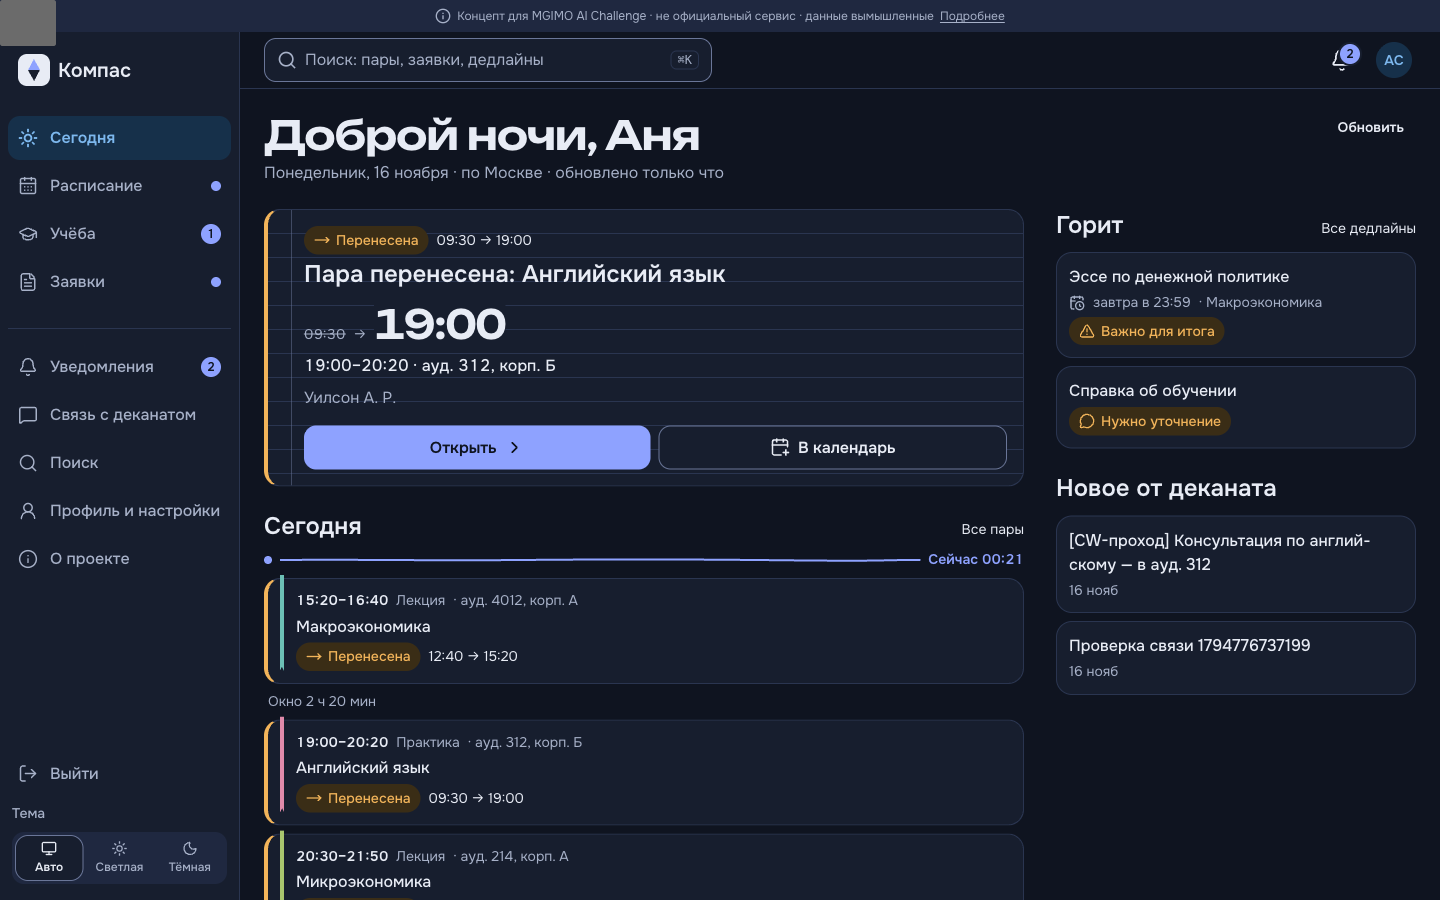 Концепт для MGIMO AI Challenge · не официальный сервис · данные вымышленные Подробнее
Компас
Поиск: пары, заявки, дедлайны
⌘K
2
АС
Сегодня
Расписание
Учёба
1
Заявки
Уведомления
2
Связь с деканатом
Поиск
Профиль и настройки
О проекте
Выйти
Тема
Авто
Светлая
Тёмная
Доброй ночи, Аня
Обновить
Понедельник, 16 ноября · по Москве · обновлено только что
→ Перенесена 09:30 → 19:00
Пара перенесена: Английский язык
09:30 → 19:00
19:00–20:20 · ауд. 312, корп. Б
Уилсон А. Р.
Открыть
В календарь
Сегодня
Все пары
Сейчас 00:21
15:20–16:40 Лекция · ауд. 4012, корп. А
Макроэкономика
→ Перенесена 12:40 → 15:20
Окно 2 ч 20 мин
19:00–20:20 Практика · ауд. 312, корп. Б
Английский язык
→ Перенесена 09:30 → 19:00
20:30–21:50 Лекция · ауд. 214, корп. А
Микроэкономика
Горит
Все дедлайны
Эссе по денежной политике
завтра в 23:59 · Макроэкономика
Важно для итога
Справка об обучении
Нужно уточнение
Новое от деканата
[CW-проход] Консультация по англий-
скому — в ауд. 312
16 нояб
Проверка связи 1794776737199
16 нояб